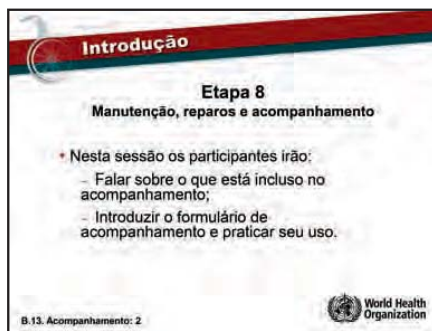 Introdução
Etapa 8
Manutenção, reparos e acompanhamento
• Nesta sessão os participantes irão:
– Falar sobre o que está incluso no
acompanhamento;
– Introduzir o formulário de
acompanhamento e praticar seu uso.
B.13. Acompanhamento: 2
World Health
Organization